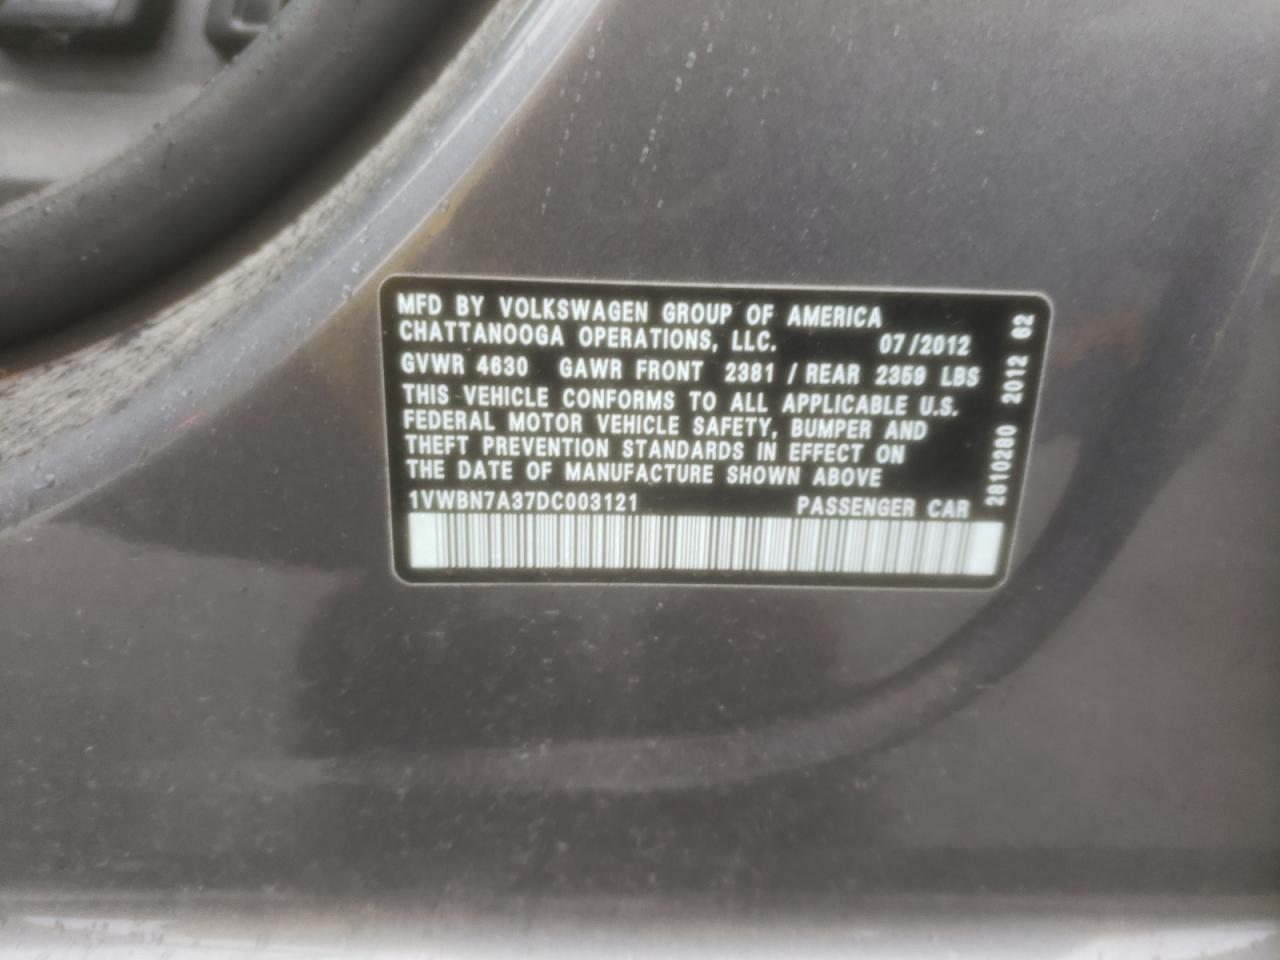 MFD BY VOLKSWAGEN GROUP OF AMERICA
CHATTANOOGA OPERATIONS, LLC. 07/2012
GVWR 4630 GAWR FRONT 2381 / REAR 2359 LBS
THIS VEHICLE CONFORMS TO ALL APPLICABLE U.S.
FEDERAL MOTOR VEHICLE SAFETY, BUMPER AND
THEFT PREVENTION STANDARDS IN EFFECT ON
THE DATE OF MANUFACTURE SHOWN ABOVE
1VWBN7A37DC003121 PASSENGER CAR
2810280 2012 02